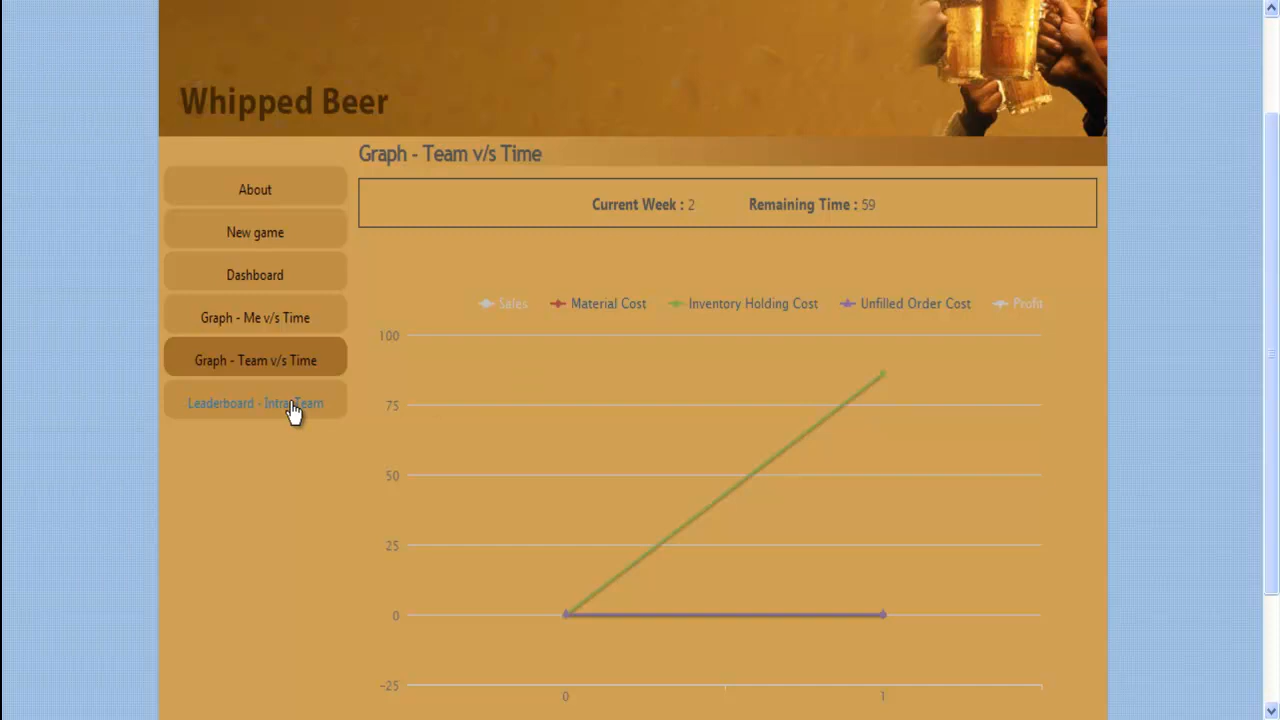 Whipped Beer
Graph - Team v/s Time
About
New game
Dashboard
Graph - Me v/s Time
Graph - Team v/s Time
Leaderboard - Intra Team
Current Week : 2 Remaining Time : 59
Sales Material Cost Inventory Holding Cost Unfilled Order Cost Profit
100
75
50
25
0
−25
0 1